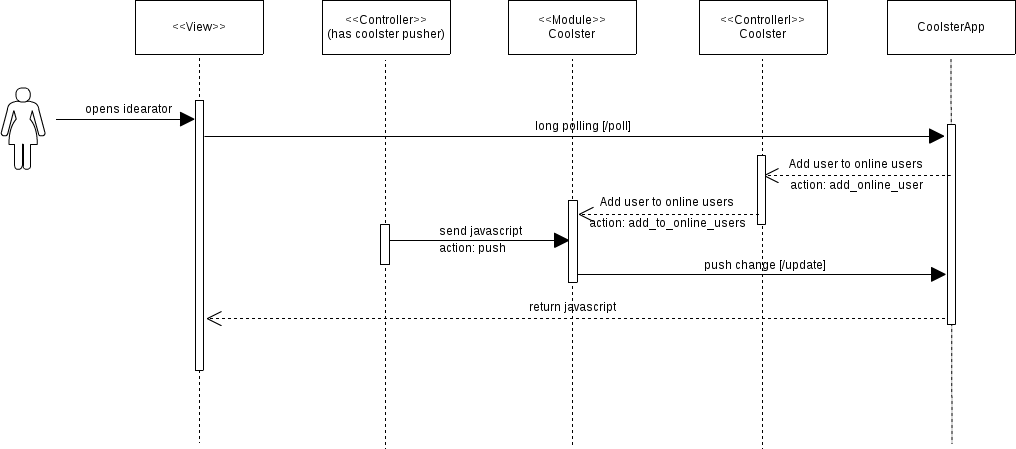 <<View>>
<<Controller>>
(has coolster pusher)
<<Module>>
Coolster
<<Controllerl>>
Coolster
CoolsterApp
opens idearator
long polling [/poll]
Add user to online users
action: add_online_user
Add user to online users
action: add_to_online_users
send javascript
action: push
push change [/update]
return javascript